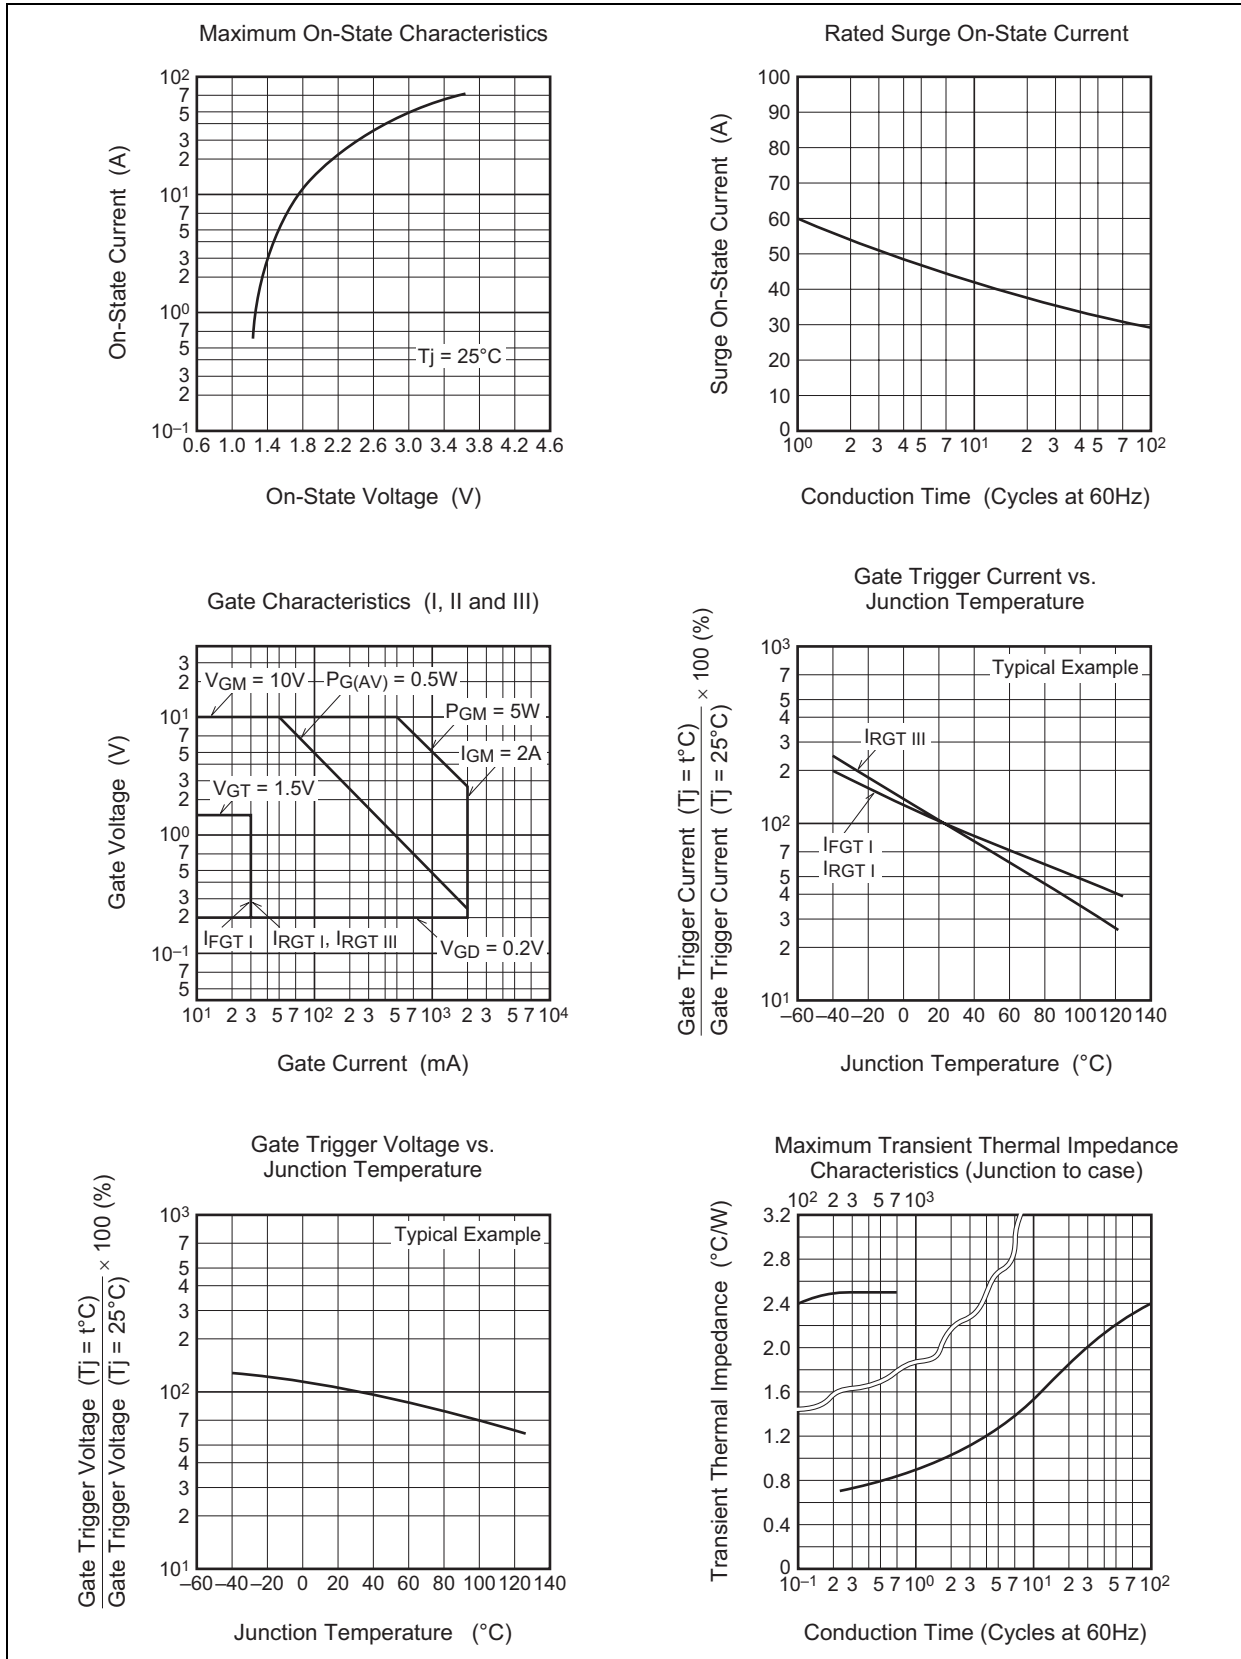 Maximum On-State Characteristics
On-State Current (A)
10²
7
5
3
2
10¹
7
5
3
2
10⁰
7
5
3
2
10⁻¹
Tj = 25°C
0.6 1.0 1.4 1.8 2.2 2.6 3.0 3.4 3.8 4.2 4.6
On-State Voltage (V)
Rated Surge On-State Current
Surge On-State Current (A)
100
90
80
70
60
50
40
30
20
10
0
10⁰ 2 3 4 5 7 10¹ 2 3 4 5 7 10²
Conduction Time (Cycles at 60Hz)
Gate Characteristics (I, II and III)
Gate Voltage (V)
3
2
10¹
7
5
3
2
10⁰
7
5
3
2
10⁻¹
7
5
VGM = 10V
PG(AV) = 0.5W
PGM = 5W
IGM = 2A
VGT = 1.5V
IFGT I
IRGT I, IRGT III
VGD = 0.2V
10¹ 2 3 5 7 10² 2 3 5 7 10³ 2 3 5 7 10⁴
Gate Current (mA)
Gate Trigger Current vs.
Junction Temperature
Gate Trigger Current (Tj = t°C)
Gate Trigger Current (Tj = 25°C)
× 100 (%)
10³
7
5
4
3
2
10²
7
5
4
3
2
10¹
Typical Example
IRGT III
IFGT I
IRGT I
–60 –40 –20 0 20 40 60 80 100 120 140
Junction Temperature (°C)
Gate Trigger Voltage vs.
Junction Temperature
Gate Trigger Voltage (Tj = t°C)
Gate Trigger Voltage (Tj = 25°C)
× 100 (%)
10³
7
5
4
3
2
10²
7
5
4
3
2
10¹
Typical Example
–60 –40 –20 0 20 40 60 80 100 120 140
Junction Temperature (°C)
Maximum Transient Thermal Impedance
Characteristics (Junction to case)
10² 2 3 5 7 10³
Transient Thermal Impedance (°C/W)
3.2
2.8
2.4
2.0
1.6
1.2
0.8
0.4
0
10⁻¹ 2 3 5 7 10⁰ 2 3 5 7 10¹ 2 3 5 7 10²
Conduction Time (Cycles at 60Hz)